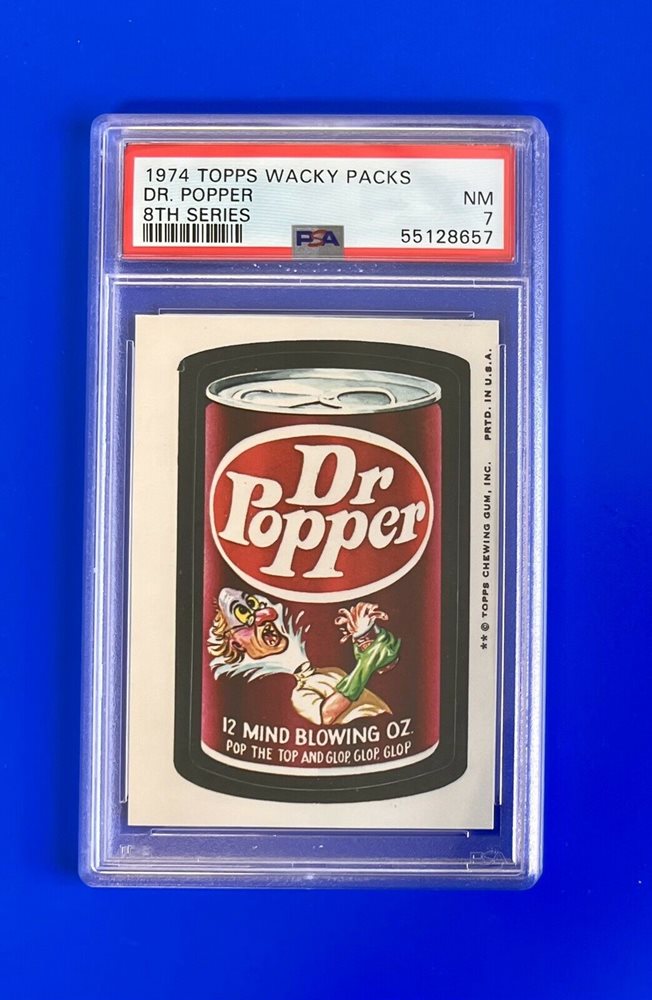 1974 TOPPS WACKY PACKS
DR. POPPER
NM
8TH SERIES
7
PSA
55128657
Dr
Popper
12 MIND BLOWING OZ.
POP THE TOP AND GLOP, GLOP, GLOP
** © TOPPS CHEWING GUM, INC. PRTD. IN U.S.A.